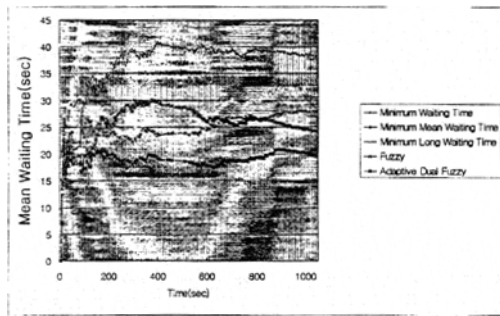 45
40
35
30
25
20
15
10
5
0
Mean Waiting Time(sec)
0 200 400 600 800 1000
Time(sec)
Minimum Waiting Time
Minimum Mean Waiting Time
Minimum Long Waiting Time
Fuzzy
Adaptive Dual Fuzzy